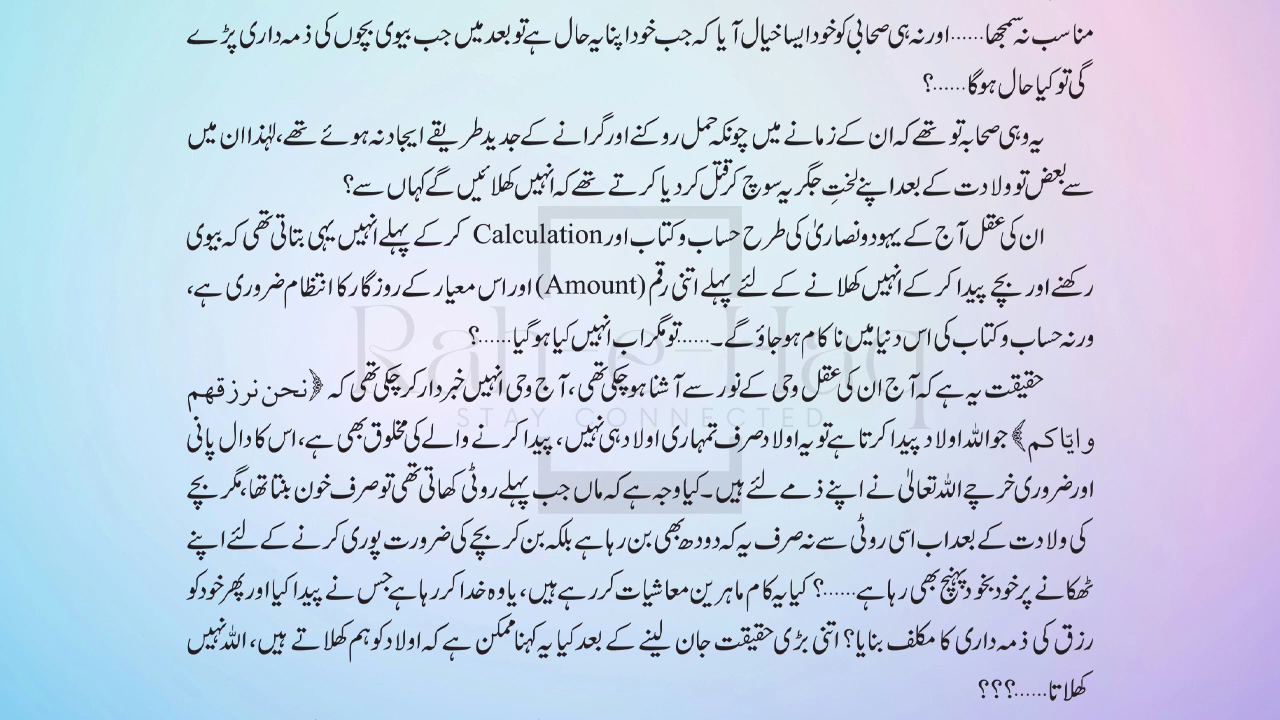 مناسب نہ سمجھا......اور نہ ہی صحابی کو خود ایسا خیال آیا کہ جب خود اپنا یہ حال ہے تو بعد میں جب بیوی بچوں کی ذمہ داری پڑے
گی تو کیا حال ہوگا......؟
یہ وہی صحابہ تو تھے کہ ان کے زمانے میں چونکہ حمل روکنے اور گرانے کے جدید طریقے ایجاد نہ ہوئے تھے، لہٰذا ان میں
سے بعض تو ولادت کے بعد اپنے لختِ جگر یہ سوچ کر قتل کر دیا کرتے تھے کہ انہیں کھلائیں گے کہاں سے؟
ان کی عقل آج کے یہود و نصاریٰ کی طرح حساب و کتاب اور Calculation کر کے پہلے انہیں یہی بتاتی تھی کہ بیوی
رکھنے اور بچے پیدا کر کے انہیں کھلانے کے لئے پہلے اتنی رقم (Amount) اور اس معیار کے روزگار کا انتظام ضروری ہے،
ورنہ حساب و کتاب کی اس دنیا میں ناکام ہو جاؤ گے۔......تو مگر اب انہیں کیا ہو گیا......؟
حقیقت یہ ہے کہ آج ان کی عقل وحی کے نور سے آشنا ہو چکی تھی، آج وحی انہیں خبردار کر چکی تھی کہ ﴿نحن نرزقهم
و ایّاکم﴾ جو اللہ اولاد پیدا کرتا ہے تو یہ اولاد صرف تمہاری اولاد ہی نہیں، پیدا کرنے والے کی مخلوق بھی ہے، اس کا دال پانی
اور ضروری خرچے اللہ تعالیٰ نے اپنے ذمے لئے ہیں۔ کیا وجہ ہے کہ ماں جب پہلے روٹی کھاتی تھی تو صرف خون بنتا تھا، مگر بچے
کی ولادت کے بعد اب اسی روٹی سے نہ صرف یہ کہ دودھ بھی بن رہا ہے بلکہ بن کر بچے کی ضرورت پوری کرنے کے لئے اپنے
ٹھکانے پر خود بخود پہنچ بھی رہا ہے......؟ کیا یہ کام ماہرین معاشیات کر رہے ہیں، یا وہ خدا کر رہا ہے جس نے پیدا کیا اور پھر خود کو
رزق کی ذمہ داری کا مکلف بنایا؟ اتنی بڑی حقیقت جان لینے کے بعد کیا یہ کہنا ممکن ہے کہ اولاد کو ہم کھلاتے ہیں، اللہ نہیں
کھلاتا......؟؟؟
Rah-e-Haq
STAY CONNECTED